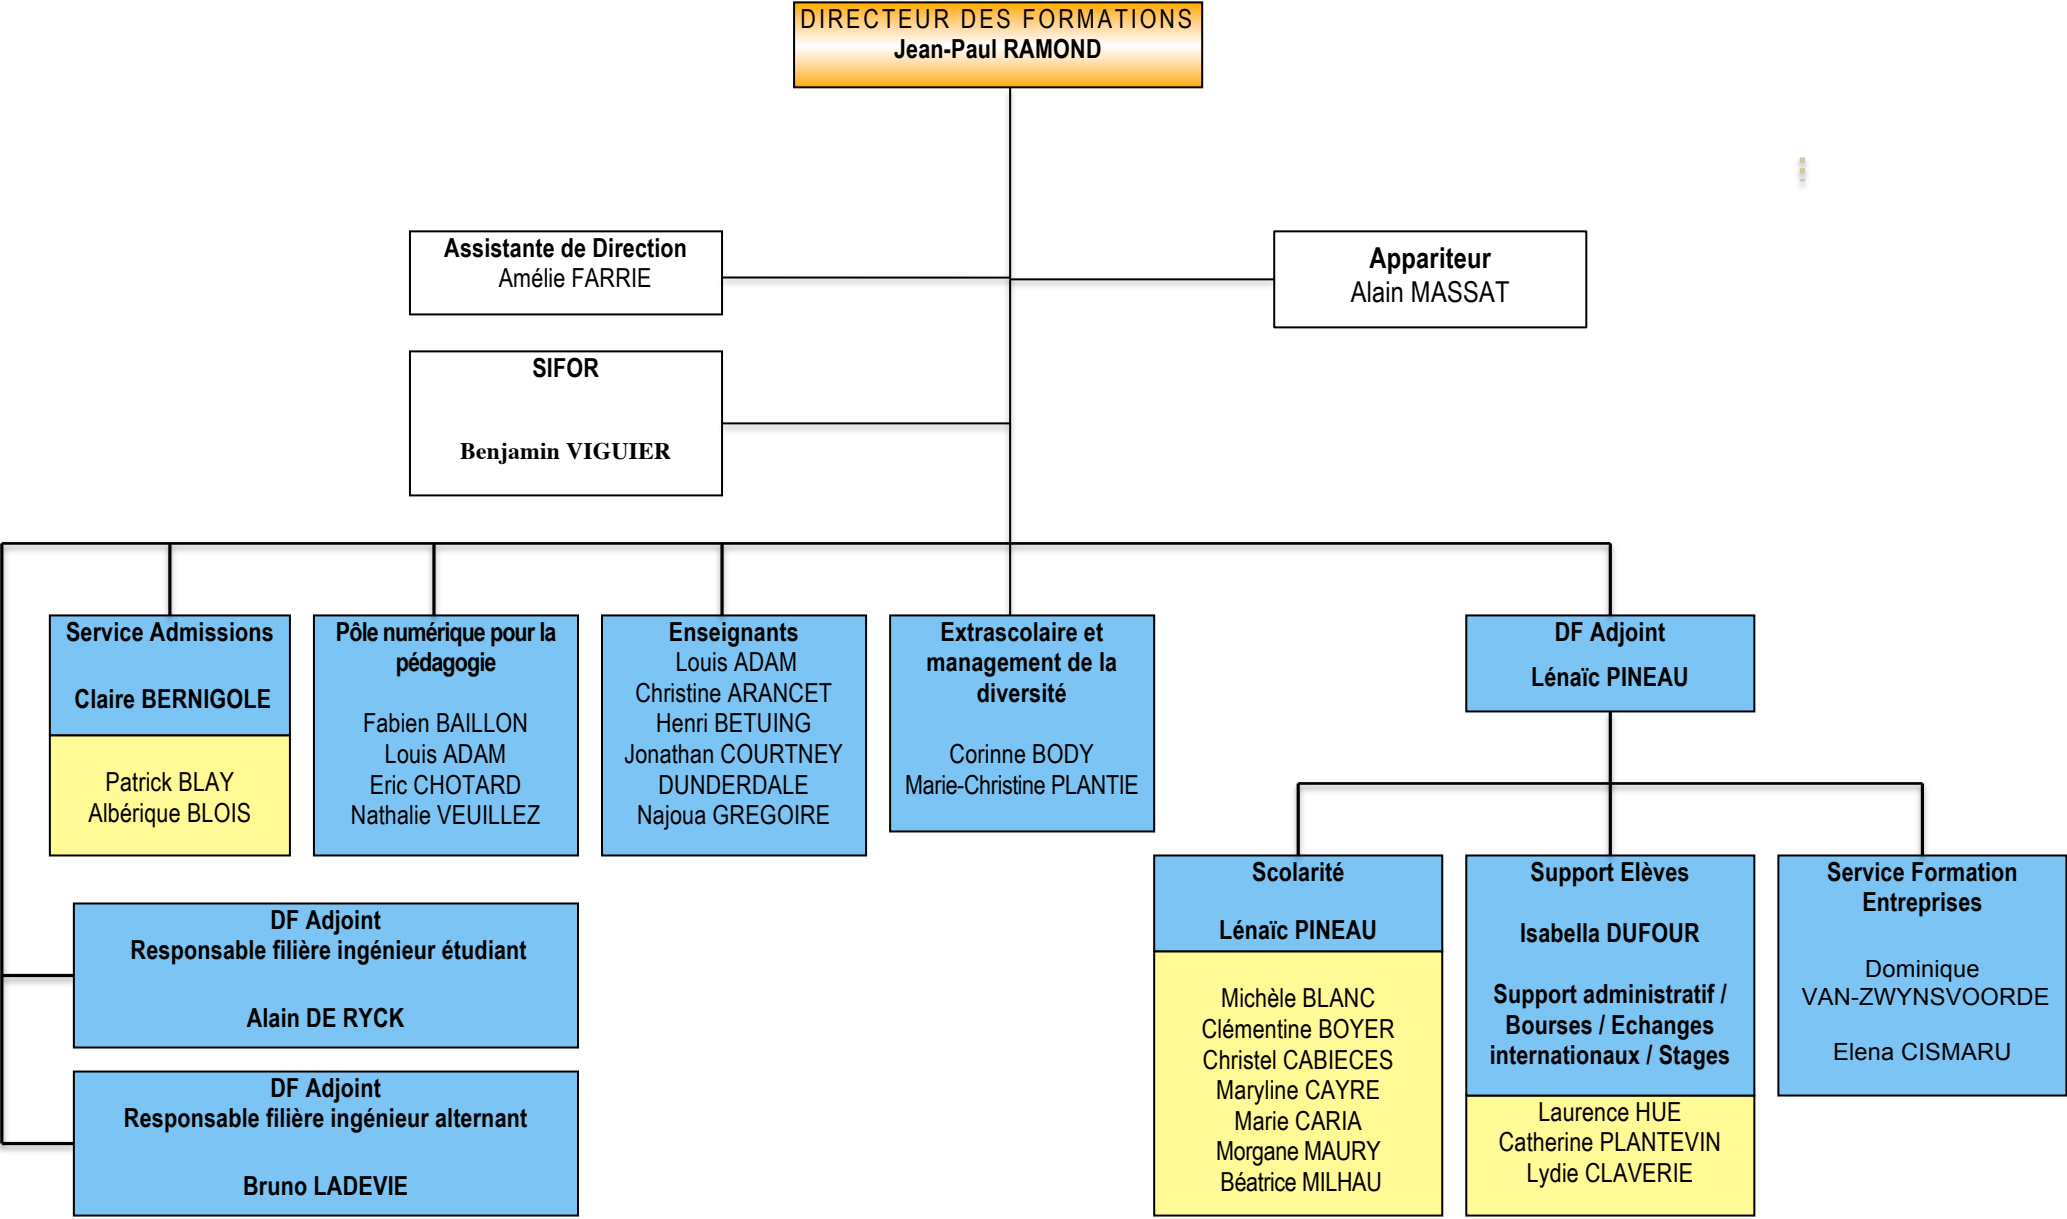 DIRECTEUR DES FORMATIONS
Jean-Paul RAMOND
Assistante de Direction
Amélie FARRIE
Appariteur
Alain MASSAT
SIFOR
Benjamin VIGUIER
Service Admissions
Claire BERNIGOLE
Patrick BLAY
Albérique BLOIS
Pôle numérique pour la
pédagogie
Fabien BAILLON
Louis ADAM
Eric CHOTARD
Nathalie VEUILLEZ
Enseignants
Louis ADAM
Christine ARANCET
Henri BETUING
Jonathan COURTNEY
DUNDERDALE
Najoua GREGOIRE
Extrascolaire et
management de la
diversité
Corinne BODY
Marie-Christine PLANTIE
DF Adjoint
Lénaïc PINEAU
DF Adjoint
Responsable filière ingénieur étudiant
Alain DE RYCK
DF Adjoint
Responsable filière ingénieur alternant
Bruno LADEVIE
Scolarité
Lénaïc PINEAU
Michèle BLANC
Clémentine BOYER
Christel CABIECES
Maryline CAYRE
Marie CARIA
Morgane MAURY
Béatrice MILHAU
Support Elèves
Isabella DUFOUR
Support administratif /
Bourses / Echanges
internationaux / Stages
Laurence HUE
Catherine PLANTEVIN
Lydie CLAVERIE
Service Formation
Entreprises
Dominique
VAN-ZWYNSVOORDE
Elena CISMARU